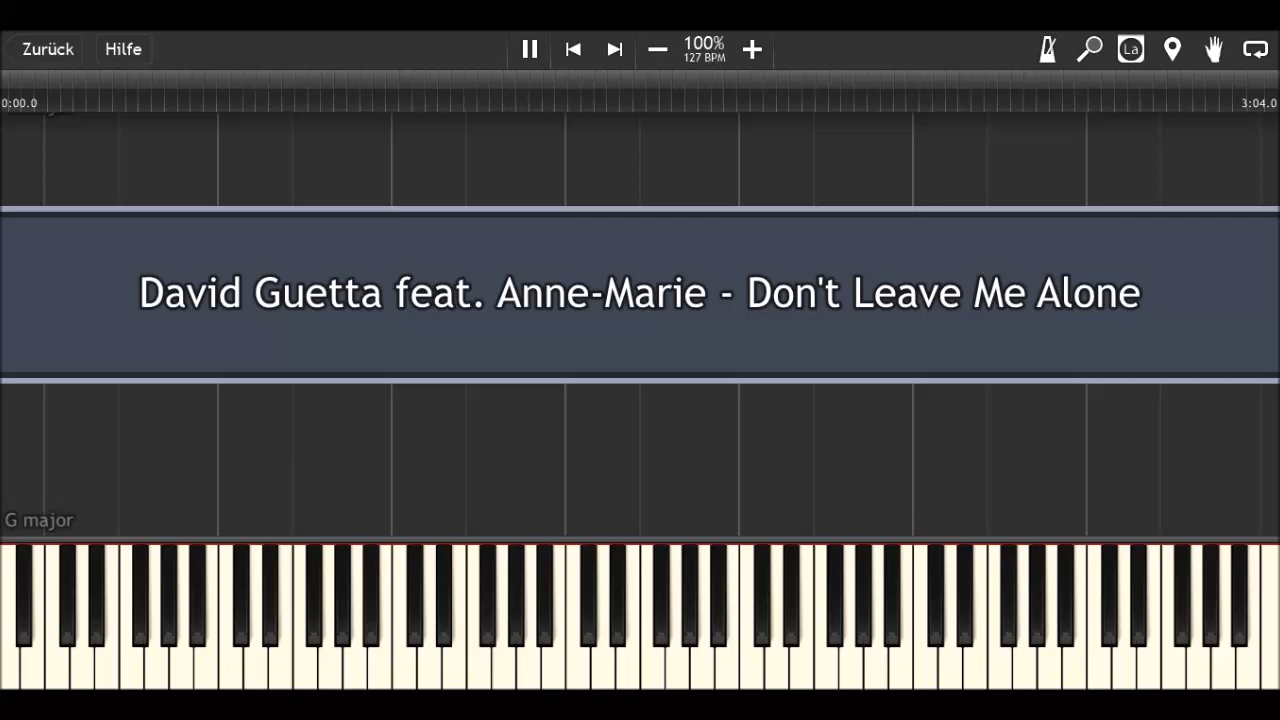 Zurück Hilfe 100% La
127 BPM
0:00.0 3:04.0
David Guetta feat. Anne-Marie - Don't Leave Me Alone
G major